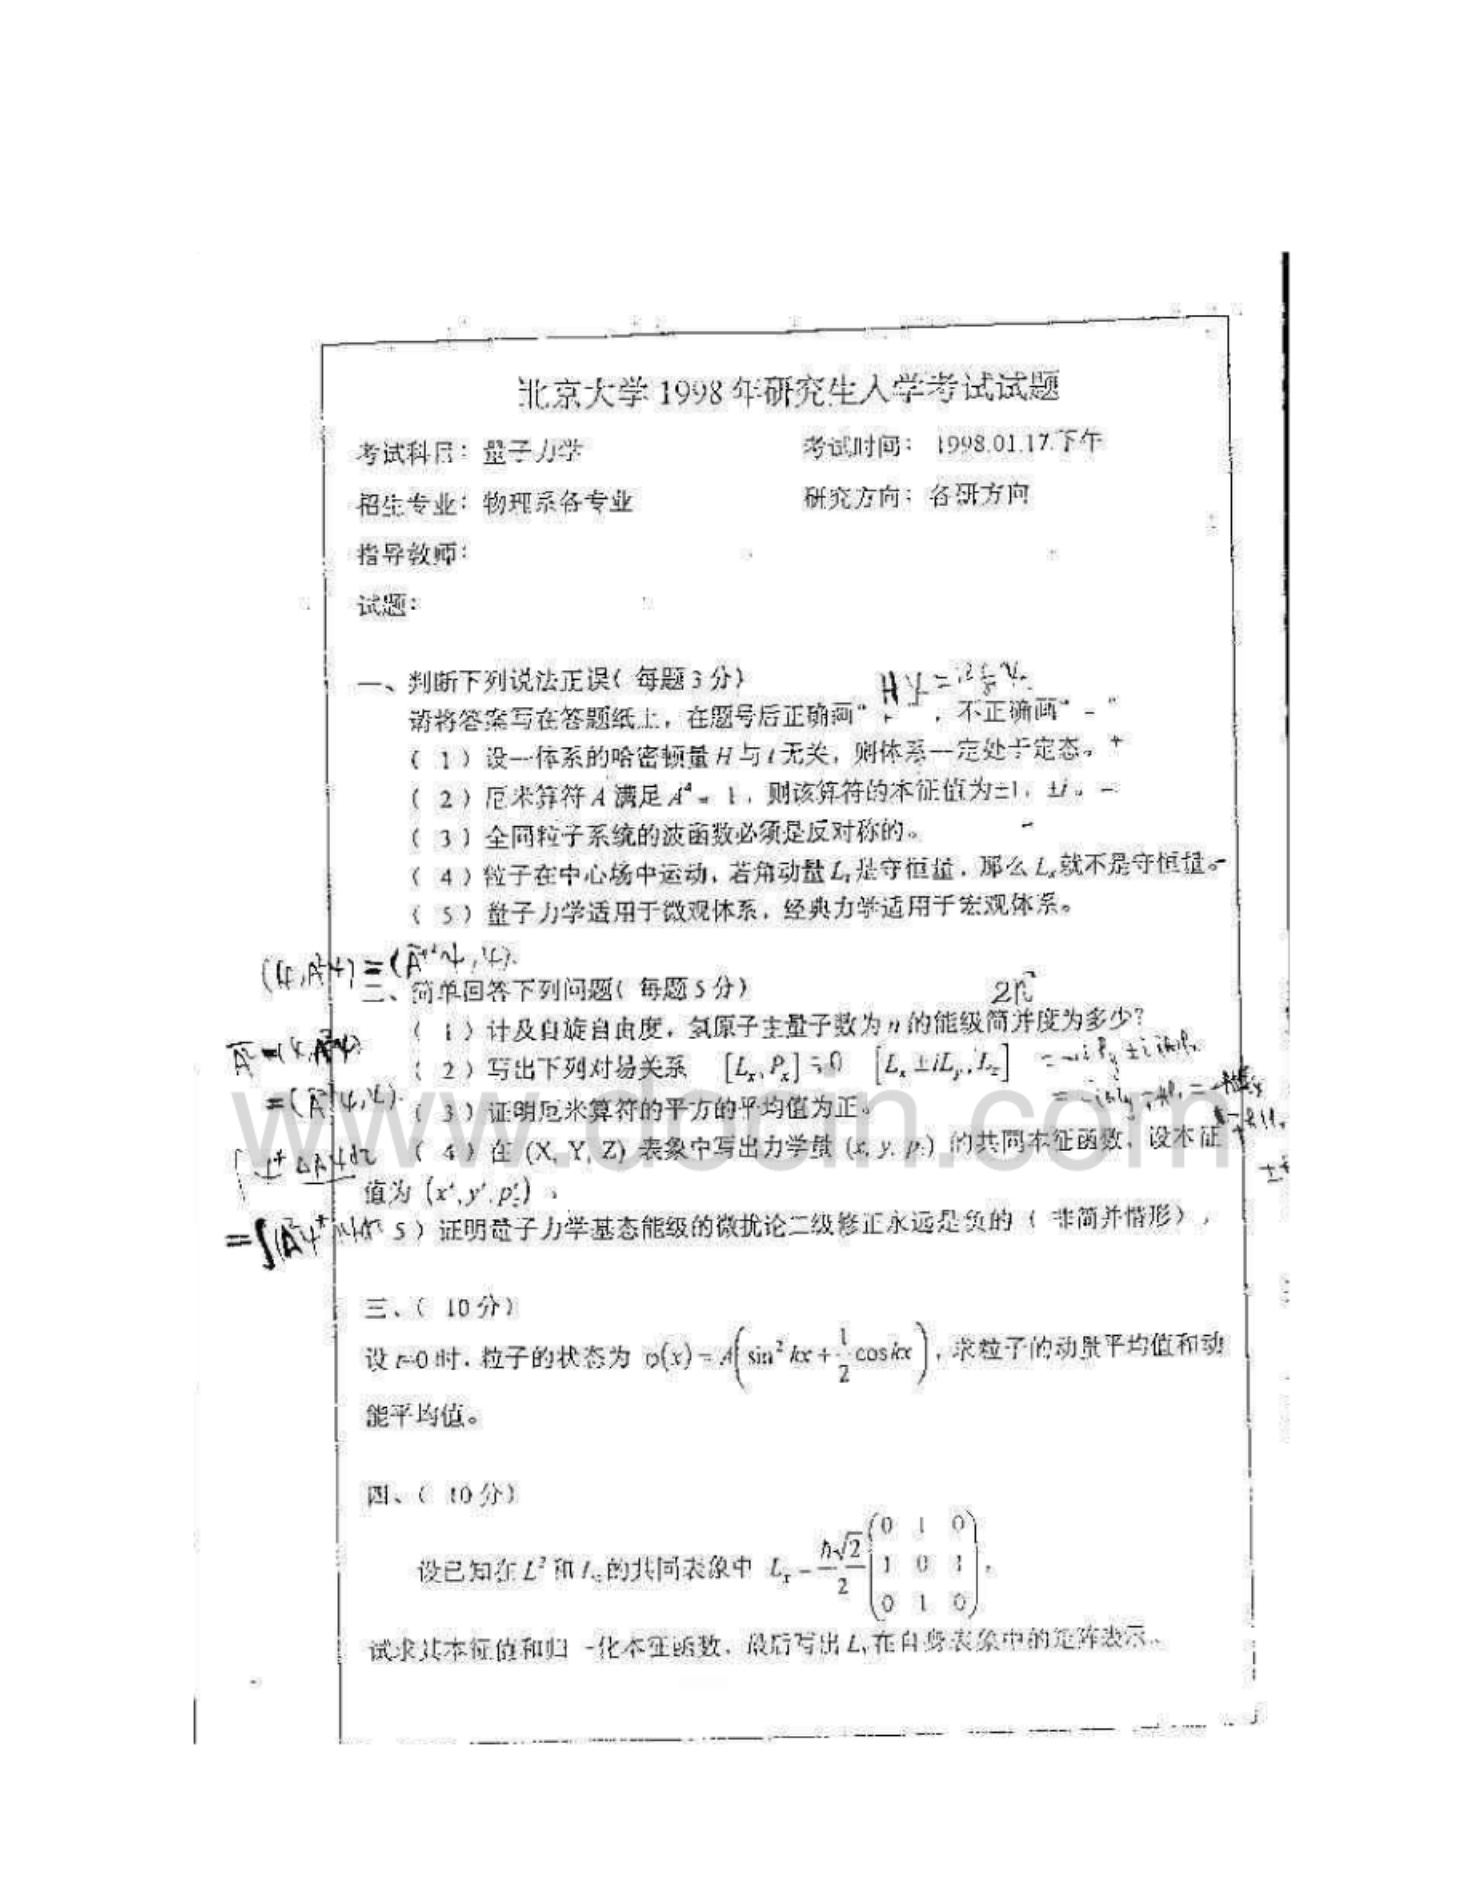 北京大学1998年研究生入学考试试题
考试科目：量子力学 考试时间：1998.01.17.下午
招生专业：物理系各专业 研究方向：各研方向
指导教师：
试题：
一、判断下列说法正误（每题3分）
Hψ=
请将答案写在答题纸上，在题号后正确画“+”，不正确画“-”
（1）设一体系的哈密顿量H与t无关，则体系一定处于定态。+
（2）厄米算符A满足A⁴=1，则该算符的本征值为±1，±i。-
（3）全同粒子系统的波函数必须是反对称的。 -
（4）粒子在中心场中运动，若角动量L是守恒量，那么Lₓ就不是守恒量。-
（5）量子力学适用于微观体系，经典力学适用于宏观体系。
二、简单回答下列问题（每题5分） 2n²
（1）计及自旋自由度，氢原子主量子数为n的能级简并度为多少？
（2）写出下列对易关系 [Lₓ,Pₓ]=0 [Lₓ±iL_y,L_z]
（3）证明厄米算符的平方的平均值为正。
www.docin.com
（4）在(X,Y,Z)表象中写出力学量(x,y,p_z)的共同本征函数，设本征
值为(x',y',p_z')，
5）证明量子力学基态能级的微扰论二级修正永远是负的（非简并情形），
三、（10分）
设t=0时，粒子的状态为φ(x)=A(sin²kx+1/2coskx)，求粒子的动量平均值和动
能平均值。
四、（10分）
设已知在L²和L_z的共同表象中 Lₓ=ħ√2/2 (0 1 0
1 0 1
0 1 0)，
试求其本征值和归一化本征函数，最后写出Lₓ在自身表象中的矩阵表示。